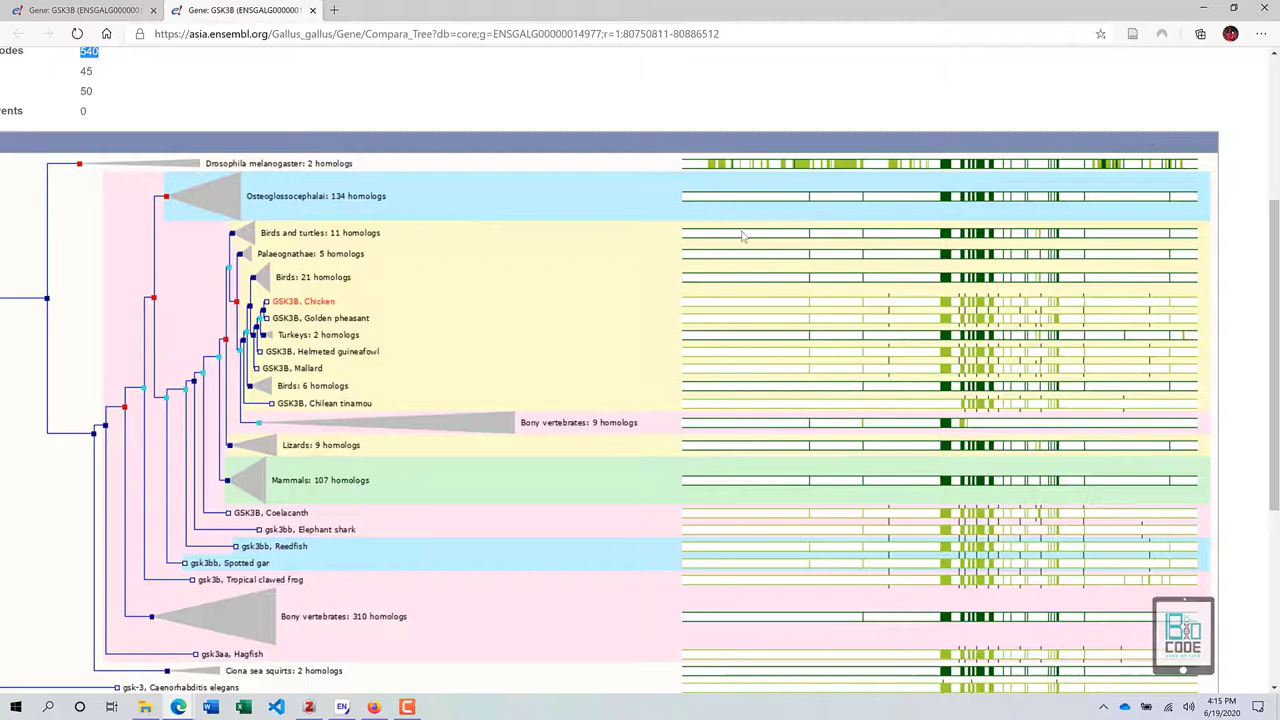 Gene: GSK3B (ENSGALG00000001
Gene: GSK3B (ENSGALG00000001
https://asia.ensembl.org/Gallus_gallus/Gene/Compara_Tree?db=core;g=ENSGALG00000014977;r=1:80750811-80886512
odes 540
45
50
ents 0
Drosophila melanogaster: 2 homologs
Osteoglossocephalai: 134 homologs
Birds and turtles: 11 homologs
Palaeognathae: 5 homologs
Birds: 21 homologs
GSK3B, Chicken
GSK3B, Golden pheasant
Turkeys: 2 homologs
GSK3B, Helmeted guineafowl
GSK3B, Mallard
Birds: 6 homologs
GSK3B, Chilean tinamou
Bony vertebrates: 9 homologs
Lizards: 9 homologs
Mammals: 107 homologs
GSK3B, Coelacanth
gsk3bb, Elephant shark
gsk3bb, Reedfish
gsk3bb, Spotted gar
gsk3b, Tropical clawed frog
Bony vertebrates: 310 homologs
gsk3aa, Hagfish
Ciona sea squirts: 2 homologs
gsk-3, Caenorhabditis elegans
CODE
4:15 PM
6/19/2020